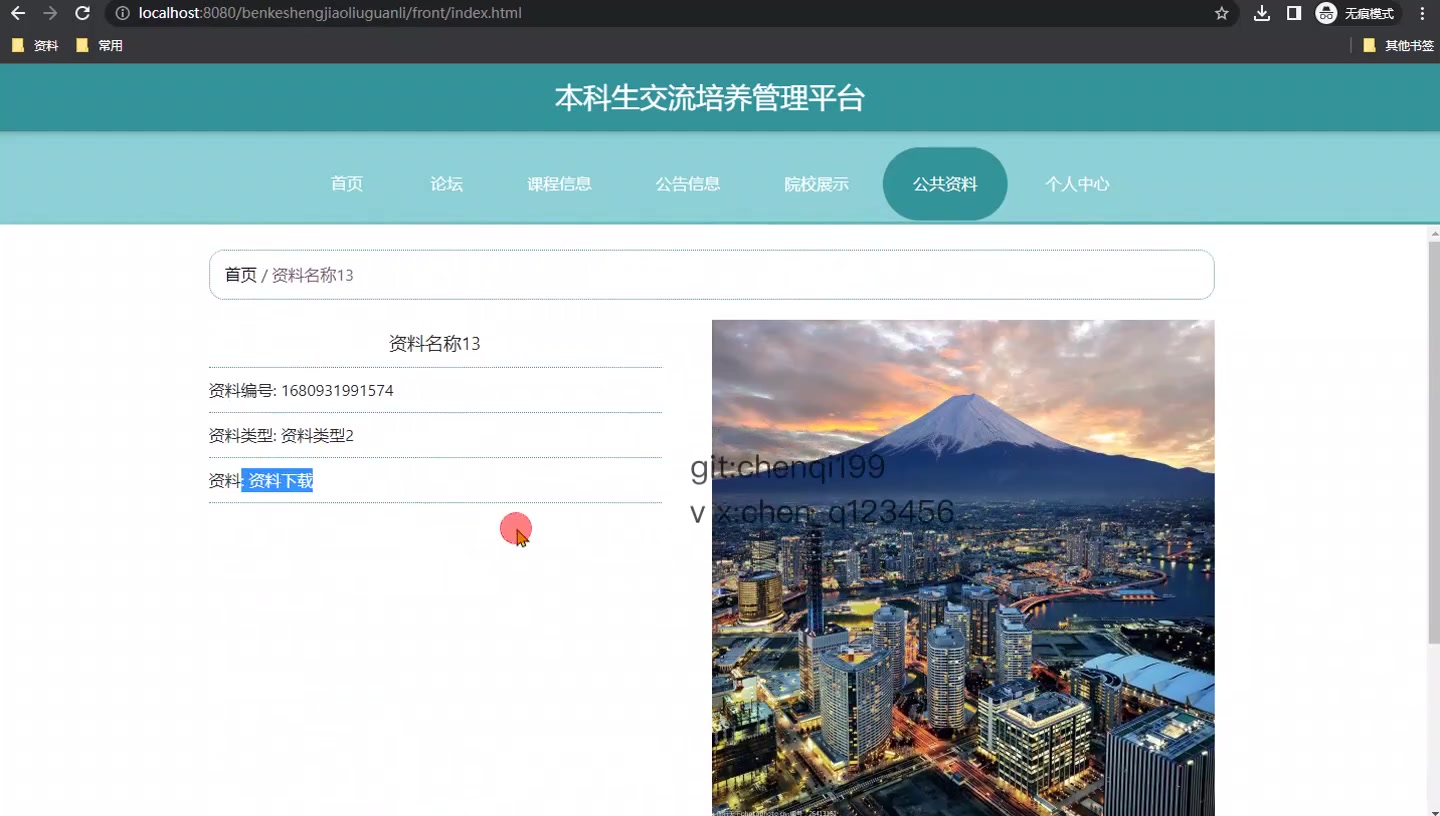 localhost:8080/benkeshengjiaoliuguanli/front/index.html
无痕模式
资料
常用
其他书签
本科生交流培养管理平台
首页
论坛
课程信息
公告信息
院校展示
公共资料
个人中心
首页 / 资料名称13
资料名称13
资料编号: 1680931991574
资料类型: 资料类型2
资料: 资料下载
git:chenqi199
v x:chen_q123456